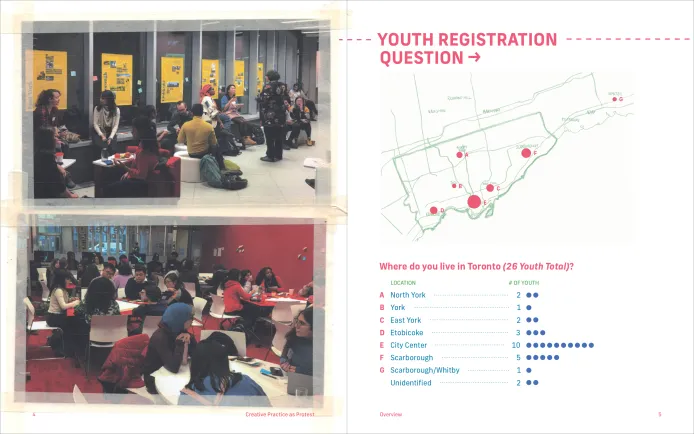 4
Creative Practice as Protest
YOUTH REGISTRATION
QUESTION →
A
B
C
D
E
F
G
Where do you live in Toronto (26 Youth Total)?
LOCATION # OF YOUTH
A North York 2
B York 1
C East York 2
D Etobicoke 3
E City Center 10
F Scarborough 5
G Scarborough/Whitby 1
Unidentified 2
Overview
5